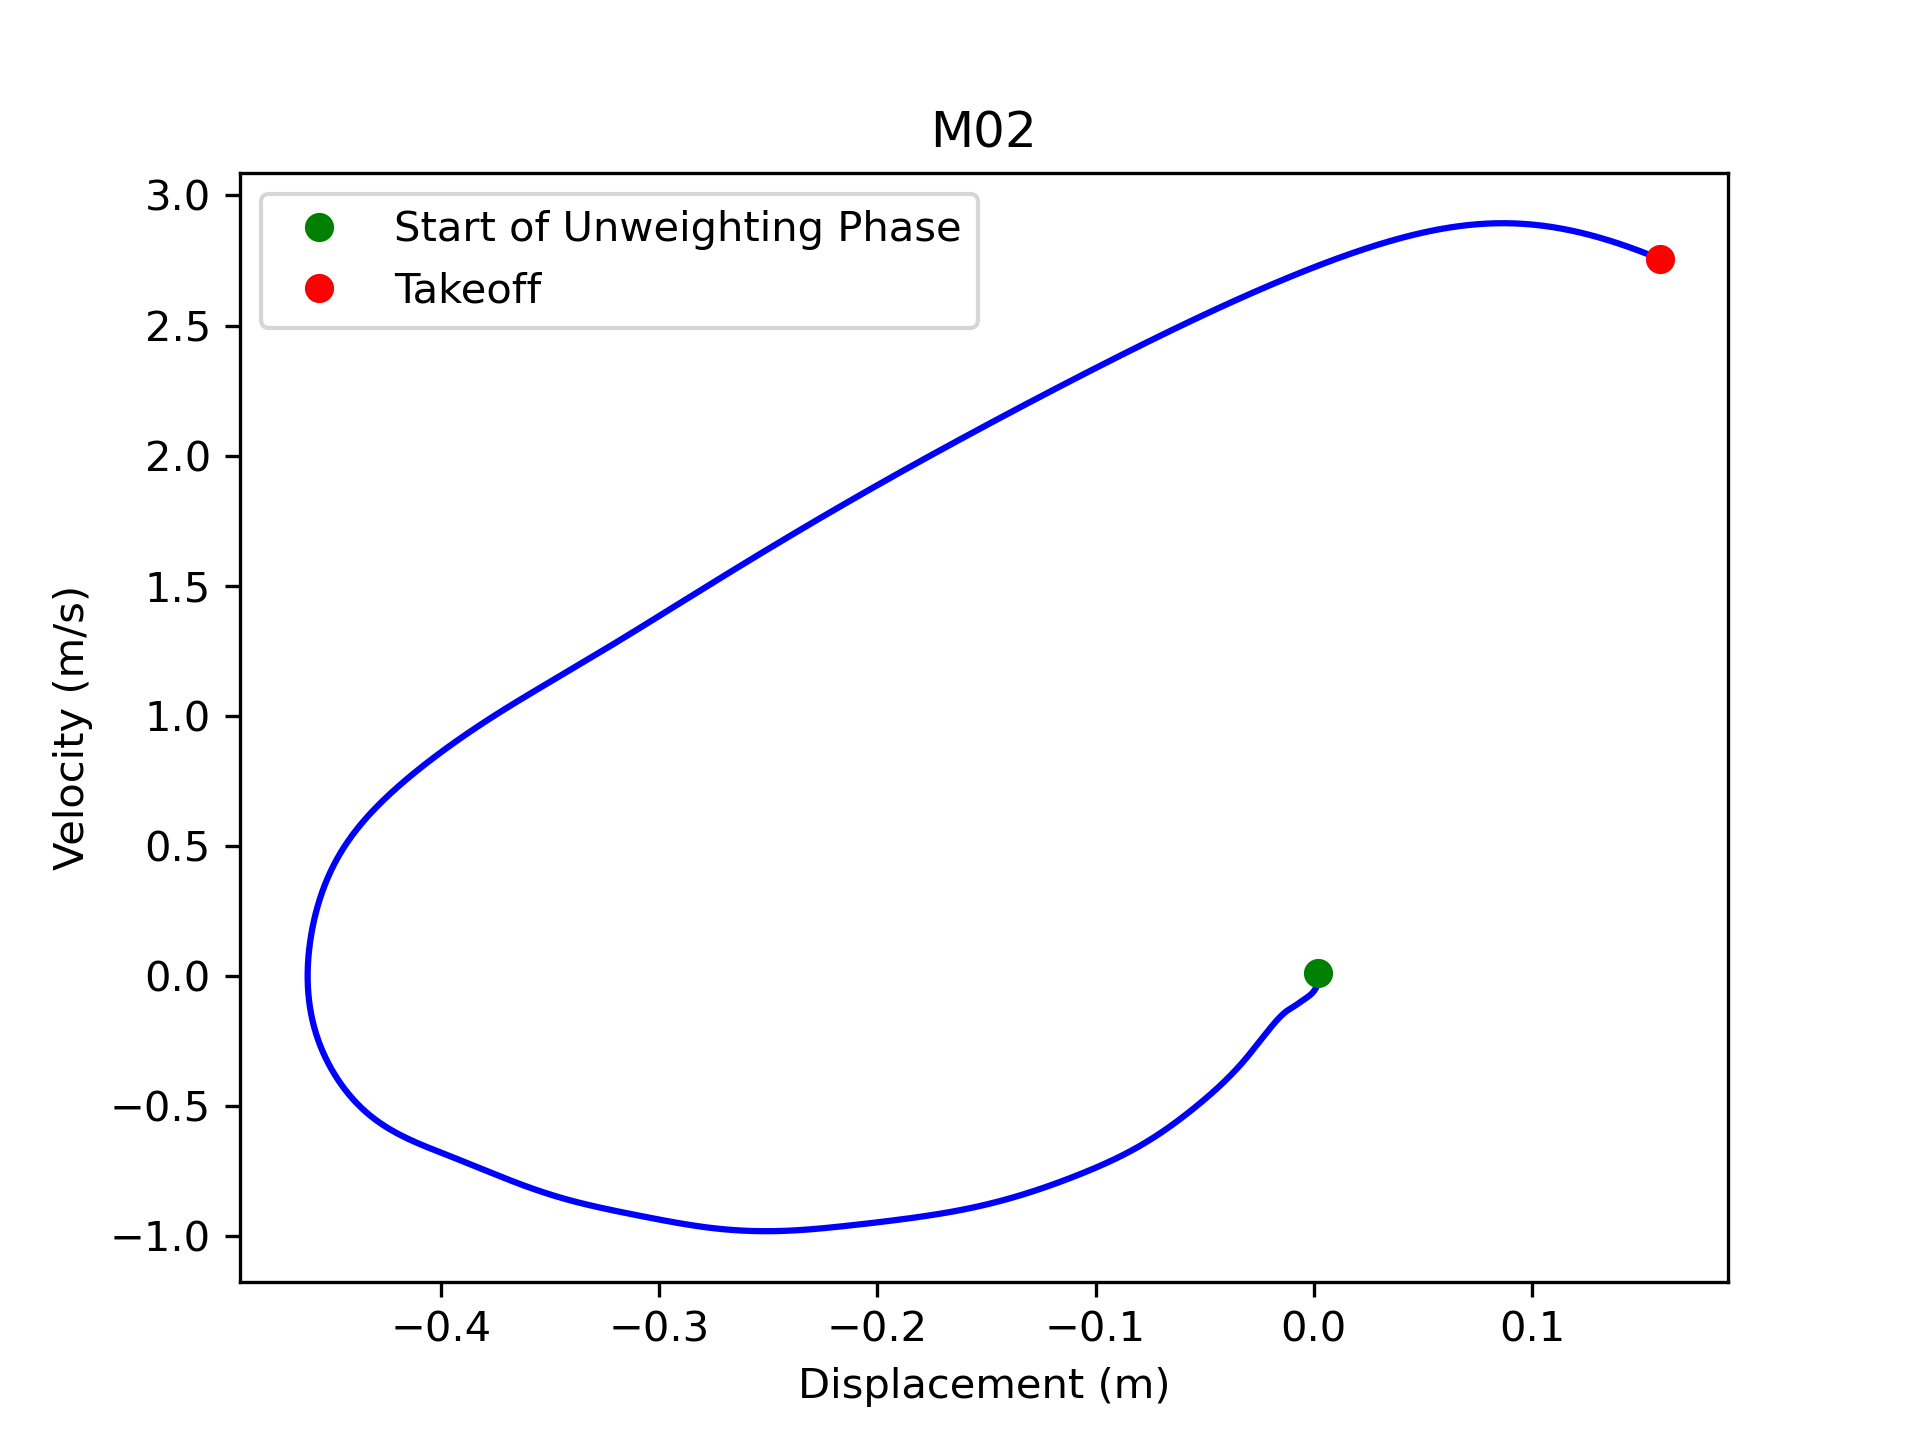 M02
Start of Unweighting Phase
Takeoff
3.0
2.5
2.0
1.5
1.0
0.5
0.0
−0.5
−1.0
Velocity (m/s)
−0.4 −0.3 −0.2 −0.1 0.0 0.1
Displacement (m)